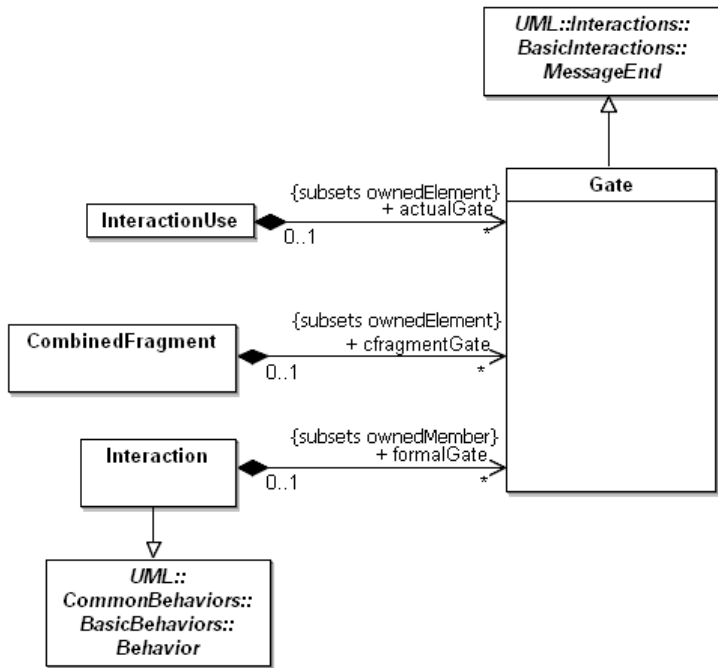 UML::Interactions::
BasicInteractions::
MessageEnd
Gate
{subsets ownedElement}
+ actualGate
InteractionUse
0..1
*
{subsets ownedElement}
+ cfragmentGate
CombinedFragment
0..1
*
{subsets ownedMember}
+ formalGate
Interaction
0..1
*
UML::
CommonBehaviors::
BasicBehaviors::
Behavior